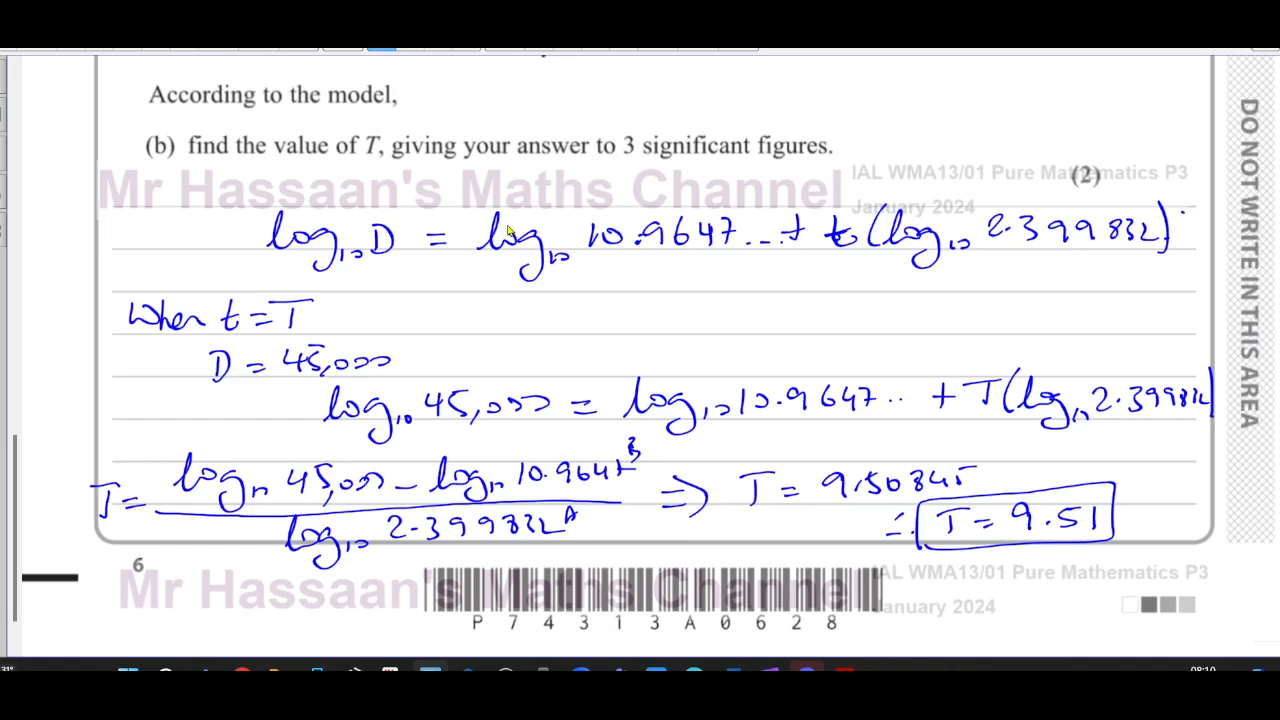 According to the model,
(b) find the value of T, giving your answer to 3 significant figures.
(2)
IAL WMA13/01 Pure Mathematics P3
January 2024
Mr Hassaan's Maths Channel
log₁₀ D = log₁₀ 10.9647... + t(log₁₀ 2.399832)
When t = T
D = 45,000
log₁₀ 45,000 = log₁₀ 10.9647.. + T(log₁₀ 2.399832)
T = (log₁₀ 45,000 - log₁₀ 10.9647 B) / (log₁₀ 2.399832 A) ⇒ T = 9.50845
∴ T = 9.51
DO NOT WRITE IN THIS AREA
6
Mr Hassaan's Maths Channel
IAL WMA13/01 Pure Mathematics P3
January 2024
P 7 4 3 1 3 A 0 6 2 8
31°
08:10